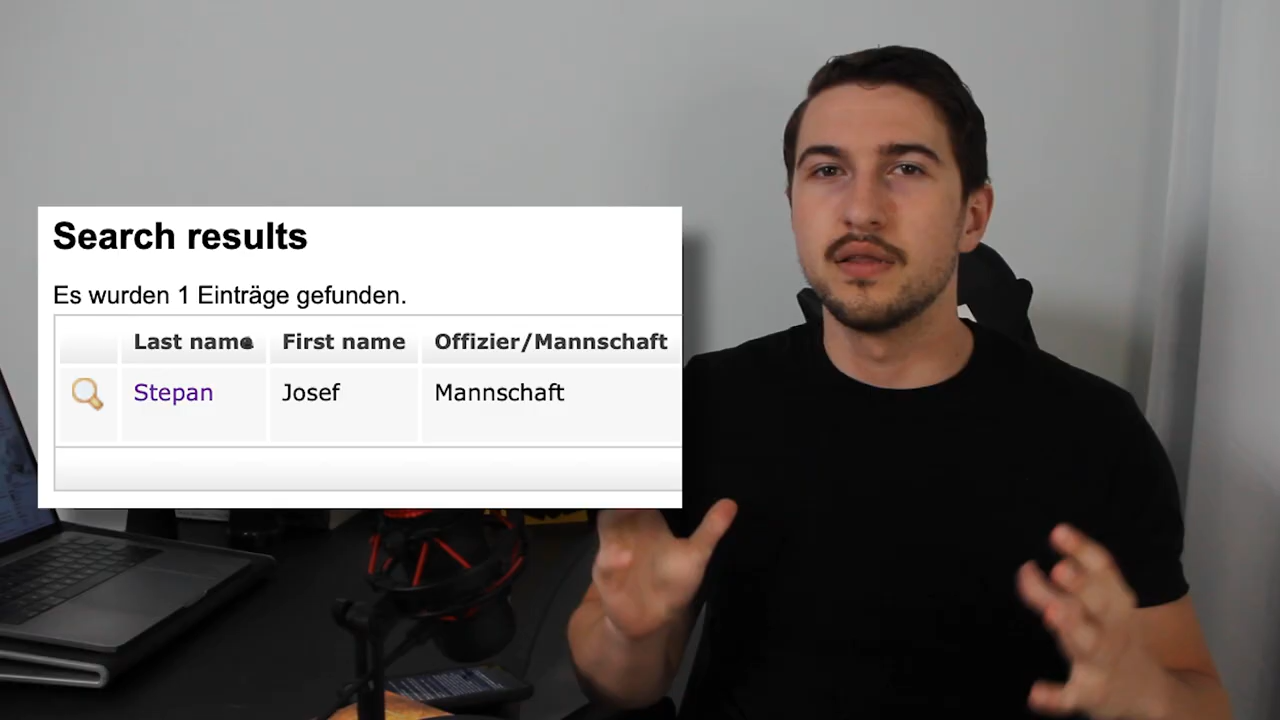 Search results
Es wurden 1 Einträge gefunden.
Last name First name Offizier/Mannschaft
Stepan Josef Mannschaft